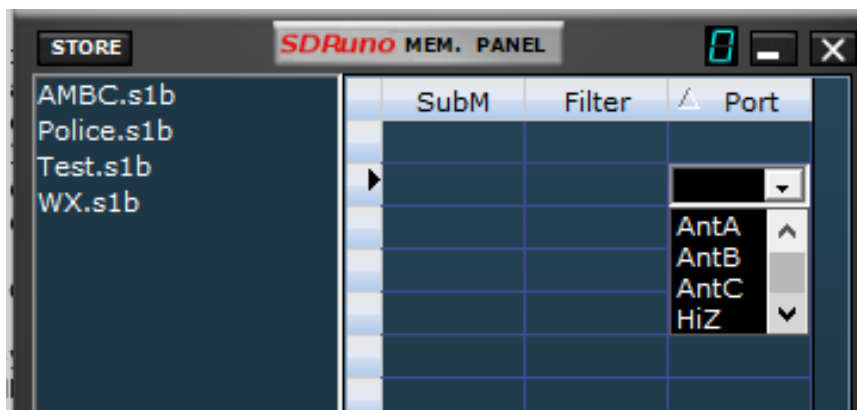 STORE
SDRuno MEM. PANEL
0
AMBC.s1b
Police.s1b
Test.s1b
WX.s1b
SubM Filter Port
AntA
AntB
AntC
HiZ